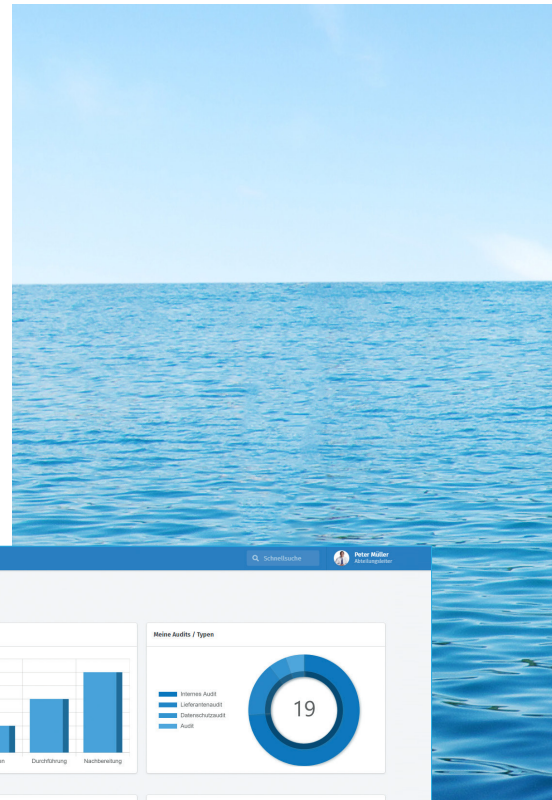 Schnellsuche
Peter Müller
Abteilungsleiter
Meine Audits / Typen
Internes Audit
Lieferantenaudit
Datenschutzaudit
Audit
19
Durchführung
Nachbereitung